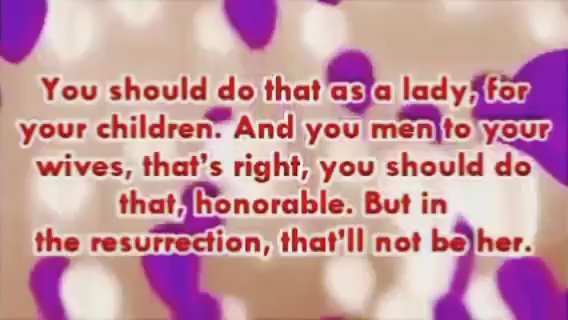 You should do that as a lady, for
your children. And you men to your
wives, that's right, you should do
that, honorable. But in
the resurrection, that'll not be her.